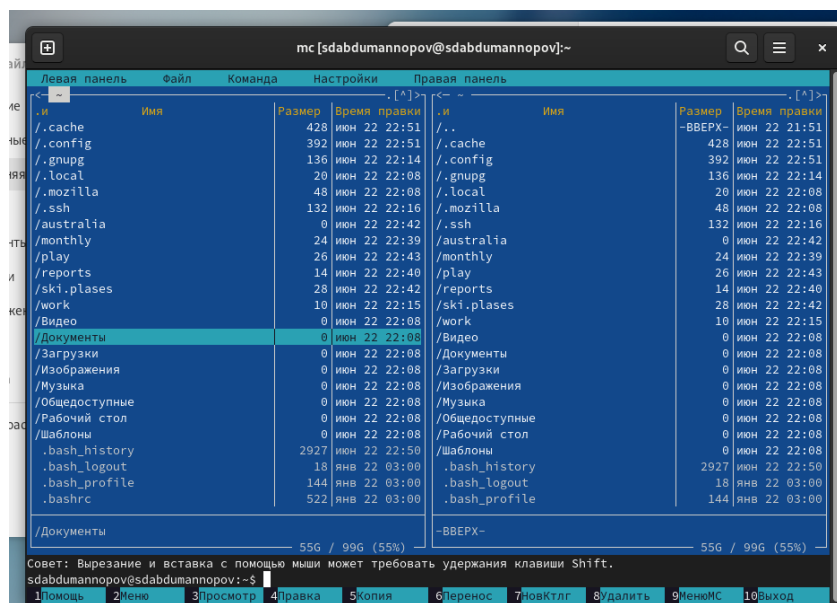 mc [sdabdumannopov@sdabdumannopov]:~
Левая панель Файл Команда Настройки Правая панель
<— ~ .[^]>
.и Имя Размер Время правки
/.cache 428 июн 22 22:51
/.config 392 июн 22 22:51
/.gnupg 136 июн 22 22:14
/.local 20 июн 22 22:08
/.mozilla 48 июн 22 22:08
/.ssh 132 июн 22 22:16
/australia 0 июн 22 22:42
/monthly 24 июн 22 22:39
/play 26 июн 22 22:43
/reports 14 июн 22 22:40
/ski.plases 28 июн 22 22:42
/work 10 июн 22 22:15
/Видео 0 июн 22 22:08
/Документы 0 июн 22 22:08
/Загрузки 0 июн 22 22:08
/Изображения 0 июн 22 22:08
/Музыка 0 июн 22 22:08
/Общедоступные 0 июн 22 22:08
/Рабочий стол 0 июн 22 22:08
/Шаблоны 0 июн 22 22:08
.bash_history 2927 июн 22 22:50
.bash_logout 18 янв 22 03:00
.bash_profile 144 янв 22 03:00
.bashrc 522 янв 22 03:00
/Документы
55G / 99G (55%)
<— ~ .[^]>
.и Имя Размер Время правки
/.. -ВВЕРХ- июн 22 21:51
/.cache 428 июн 22 22:51
/.config 392 июн 22 22:51
/.gnupg 136 июн 22 22:14
/.local 20 июн 22 22:08
/.mozilla 48 июн 22 22:08
/.ssh 132 июн 22 22:16
/australia 0 июн 22 22:42
/monthly 24 июн 22 22:39
/play 26 июн 22 22:43
/reports 14 июн 22 22:40
/ski.plases 28 июн 22 22:42
/work 10 июн 22 22:15
/Видео 0 июн 22 22:08
/Документы 0 июн 22 22:08
/Загрузки 0 июн 22 22:08
/Изображения 0 июн 22 22:08
/Музыка 0 июн 22 22:08
/Общедоступные 0 июн 22 22:08
/Рабочий стол 0 июн 22 22:08
/Шаблоны 0 июн 22 22:08
.bash_history 2927 июн 22 22:50
.bash_logout 18 янв 22 03:00
.bash_profile 144 янв 22 03:00
-ВВЕРХ-
55G / 99G (55%)
Совет: Вырезание и вставка с помощью мыши может требовать удержания клавиши Shift.
sdabdumannopov@sdabdumannopov:~$
1Помощь 2Меню 3Просмотр 4Правка 5Копия 6Перенос 7НовКтлг 8Удалить 9МенюМС 10Выход